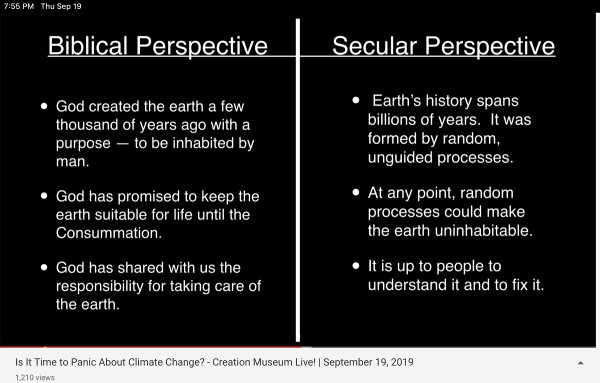 7:55 PM Thu Sep 19
Biblical Perspective
• God created the earth a few
thousand of years ago with a
purpose — to be inhabited by
man.
• God has promised to keep the
earth suitable for life until the
Consummation.
• God has shared with us the
responsibility for taking care of
the earth.
Secular Perspective
• Earth's history spans
billions of years. It was
formed by random,
unguided processes.
• At any point, random
processes could make
the earth uninhabitable.
• It is up to people to
understand it and to fix it.
Is It Time to Panic About Climate Change? - Creation Museum Live! | September 19, 2019
1,210 views